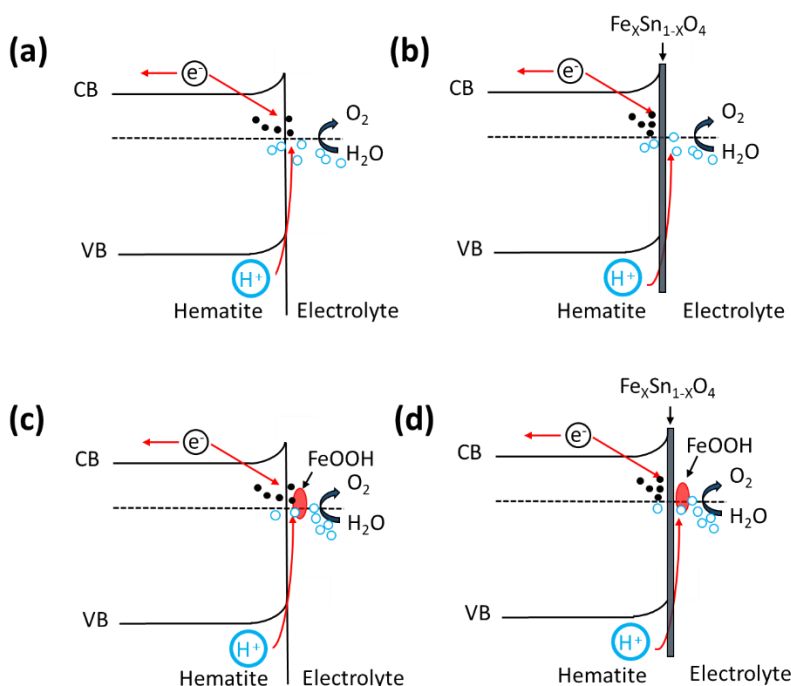 (a)
e⁻
CB
O₂
H₂O
VB
H⁺
Hematite Electrolyte
(b)
FeₓSn₁₋ₓO₄
e⁻
CB
O₂
H₂O
VB
H⁺
Hematite Electrolyte
(c)
e⁻
FeOOH
CB
O₂
H₂O
VB
H⁺
Hematite Electrolyte
(d)
FeₓSn₁₋ₓO₄
e⁻
FeOOH
CB
O₂
H₂O
VB
H⁺
Hematite Electrolyte